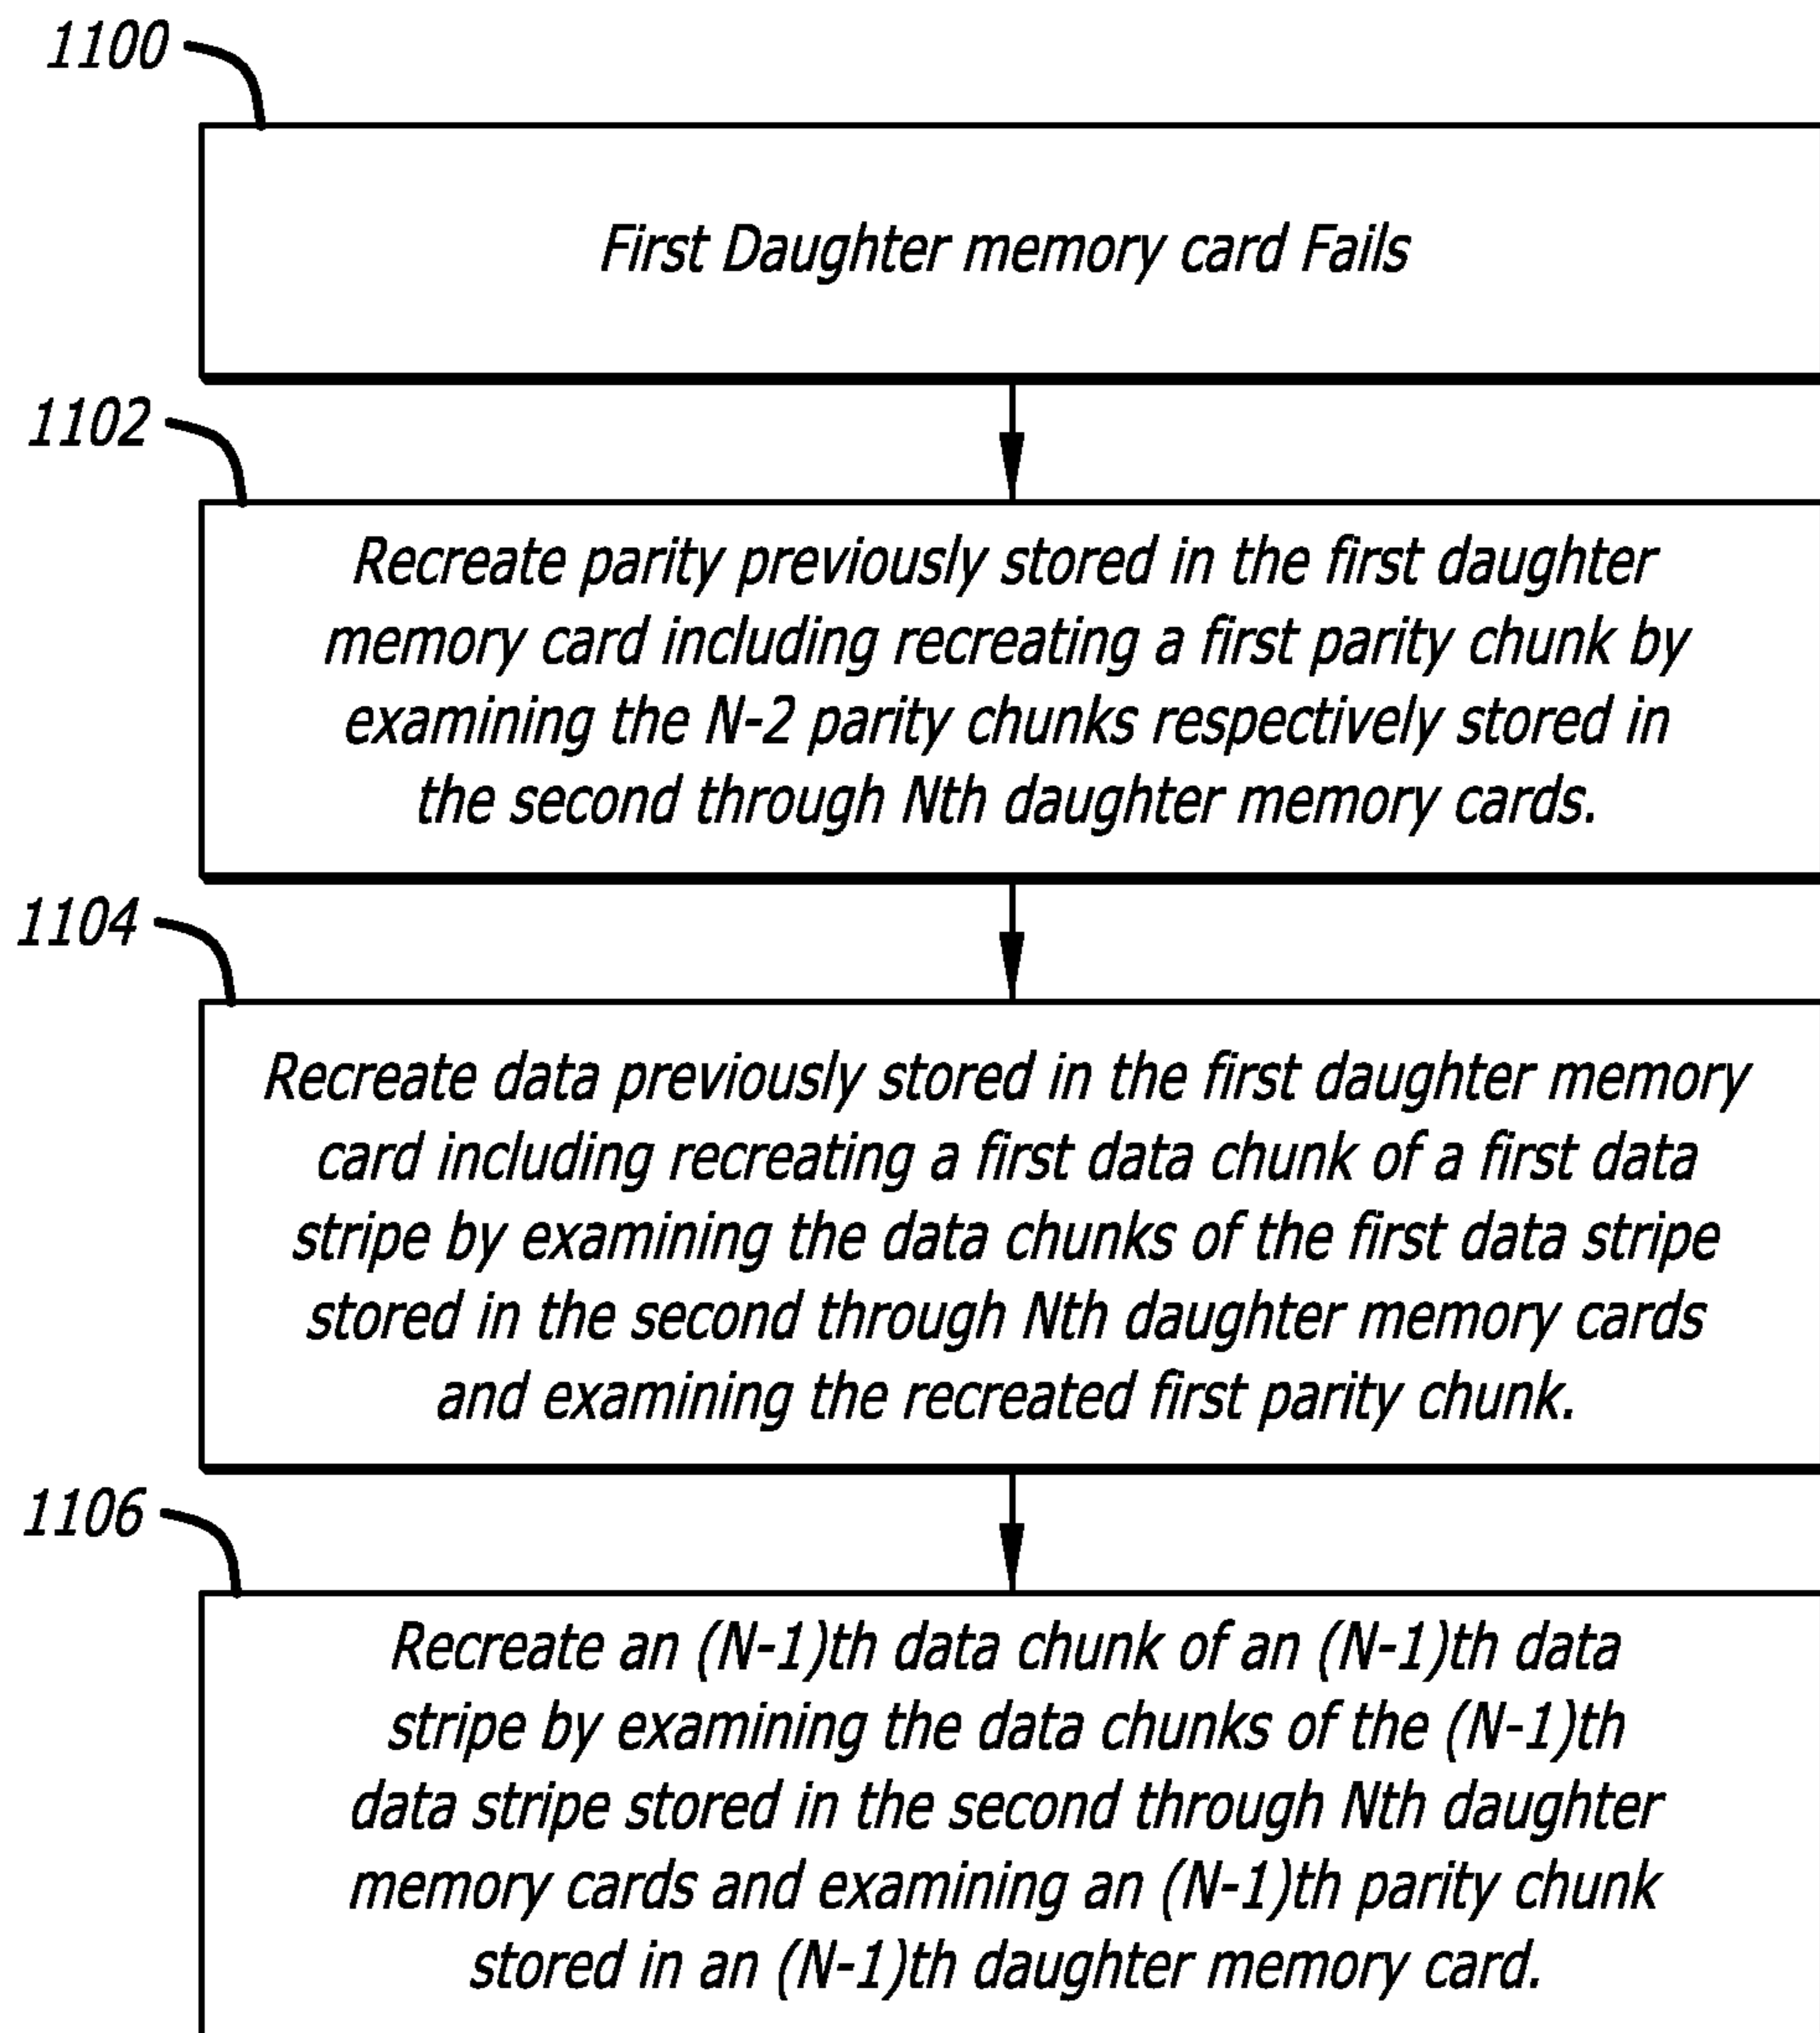 1100
First Daughter memory card Fails
1102
Recreate parity previously stored in the first daughter
memory card including recreating a first parity chunk by
examining the N-2 parity chunks respectively stored in
the second through Nth daughter memory cards.
1104
Recreate data previously stored in the first daughter memory
card including recreating a first data chunk of a first data
stripe by examining the data chunks of the first data stripe
stored in the second through Nth daughter memory cards
and examining the recreated first parity chunk.
1106
Recreate an (N-1)th data chunk of an (N-1)th data
stripe by examining the data chunks of the (N-1)th
data stripe stored in the second through Nth daughter
memory cards and examining an (N-1)th parity chunk
stored in an (N-1)th daughter memory card.